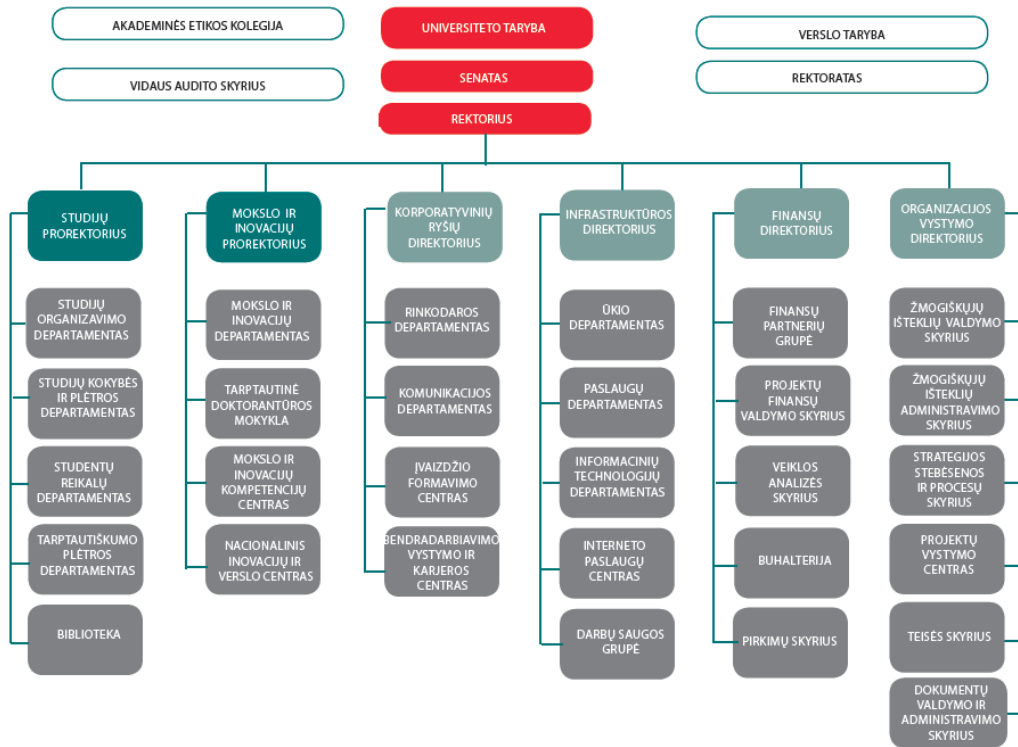 AKADEMINĖS ETIKOS KOLEGIJA
UNIVERSITETO TARYBA
VERSLO TARYBA
VIDAUS AUDITO SKYRIUS
SENATAS
REKTORATAS
REKTORIUS
STUDIJŲ
PROREKTORIUS
MOKSLO IR
INOVACIJŲ
PROREKTORIUS
KORPORATYVINIŲ
RYŠIŲ
DIREKTORIUS
INFRASTRUKTŪROS
DIREKTORIUS
FINANSŲ
DIREKTORIUS
ORGANIZACIJOS
VYSTYMO
DIREKTORIUS
STUDIJŲ
ORGANIZAVIMO
DEPARTAMENTAS
MOKSLO IR
INOVACIJŲ
DEPARTAMENTAS
RINKODAROS
DEPARTAMENTAS
ŪKIO
DEPARTAMENTAS
FINANSŲ
PARTNERIŲ
GRUPĖ
ŽMOGIŠKŲJŲ
IŠTEKLIŲ VALDYMO
SKYRIUS
STUDIJŲ KOKYBĖS
IR PLĖTROS
DEPARTAMENTAS
TARPTAUTINĖ
DOKTORANTŪROS
MOKYKLA
KOMUNIKACIJOS
DEPARTAMENTAS
PASLAUGŲ
DEPARTAMENTAS
PROJEKTŲ
FINANSŲ
VALDYMO SKYRIUS
ŽMOGIŠKŲJŲ
IŠTEKLIŲ
ADMINISTRAVIMO
SKYRIUS
STUDENTŲ
REIKALŲ
DEPARTAMENTAS
MOKSLO IR
INOVACIJŲ
KOMPETENCIJŲ
CENTRAS
ĮVAIZDŽIO
FORMAVIMO
CENTRAS
INFORMACINIŲ
TECHNOLOGIJŲ
DEPARTAMENTAS
VEIKLOS
ANALIZĖS
SKYRIUS
STRATEGIJOS
STEBĖSENOS
IR PROCESŲ
SKYRIUS
TARPTAUTIŠKUMO
PLĖTROS
DEPARTAMENTAS
NACIONALINIS
INOVACIJŲ IR
VERSLO CENTRAS
BENDRADARBIAVIMO
VYSTYMO IR
KARJEROS
CENTRAS
INTERNETO
PASLAUGŲ
CENTRAS
BUHALTERIJA
PROJEKTŲ
VYSTYMO
CENTRAS
BIBLIOTEKA
DARBŲ SAUGOS
GRUPĖ
PIRKIMŲ SKYRIUS
TEISĖS SKYRIUS
DOKUMENTŲ
VALDYMO IR
ADMINISTRAVIMO
SKYRIUS